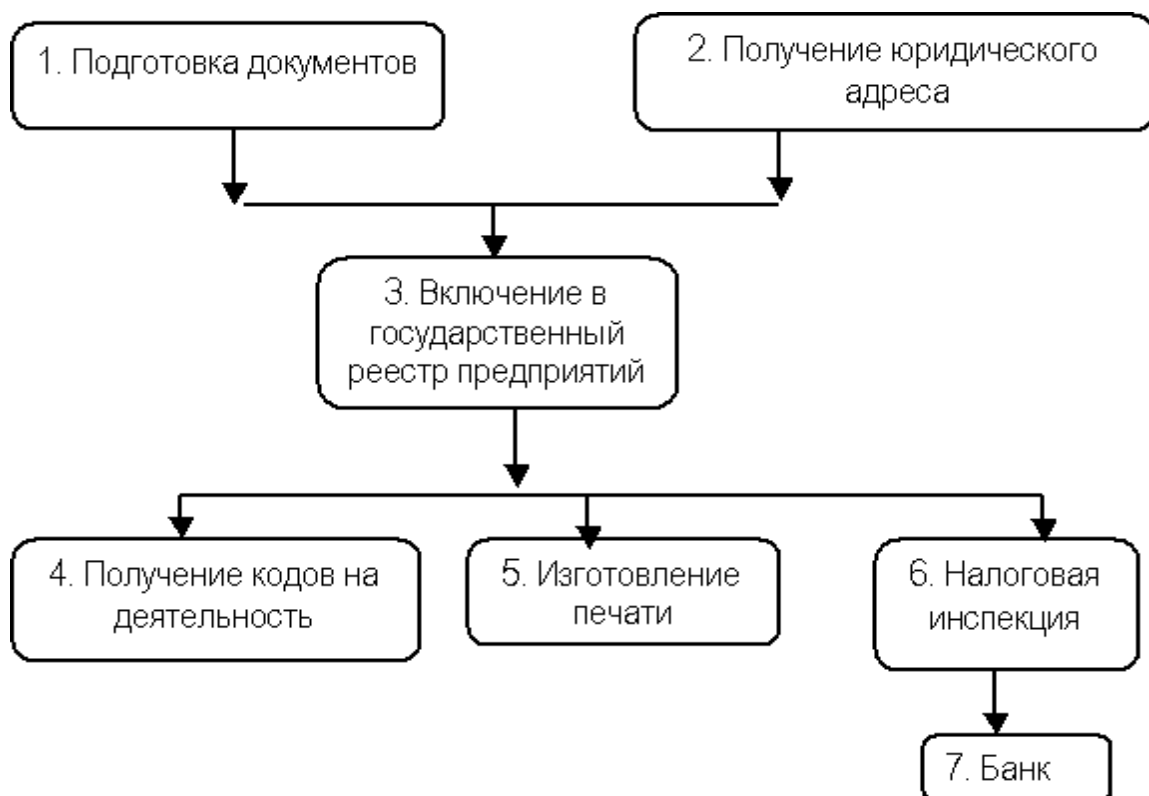 1. Подготовка документов
2. Получение юридического
адреса
3. Включение в
государственный
реестр предприятий
4. Получение кодов на
деятельность
5. Изготовление
печати
6. Налоговая
инспекция
7. Банк